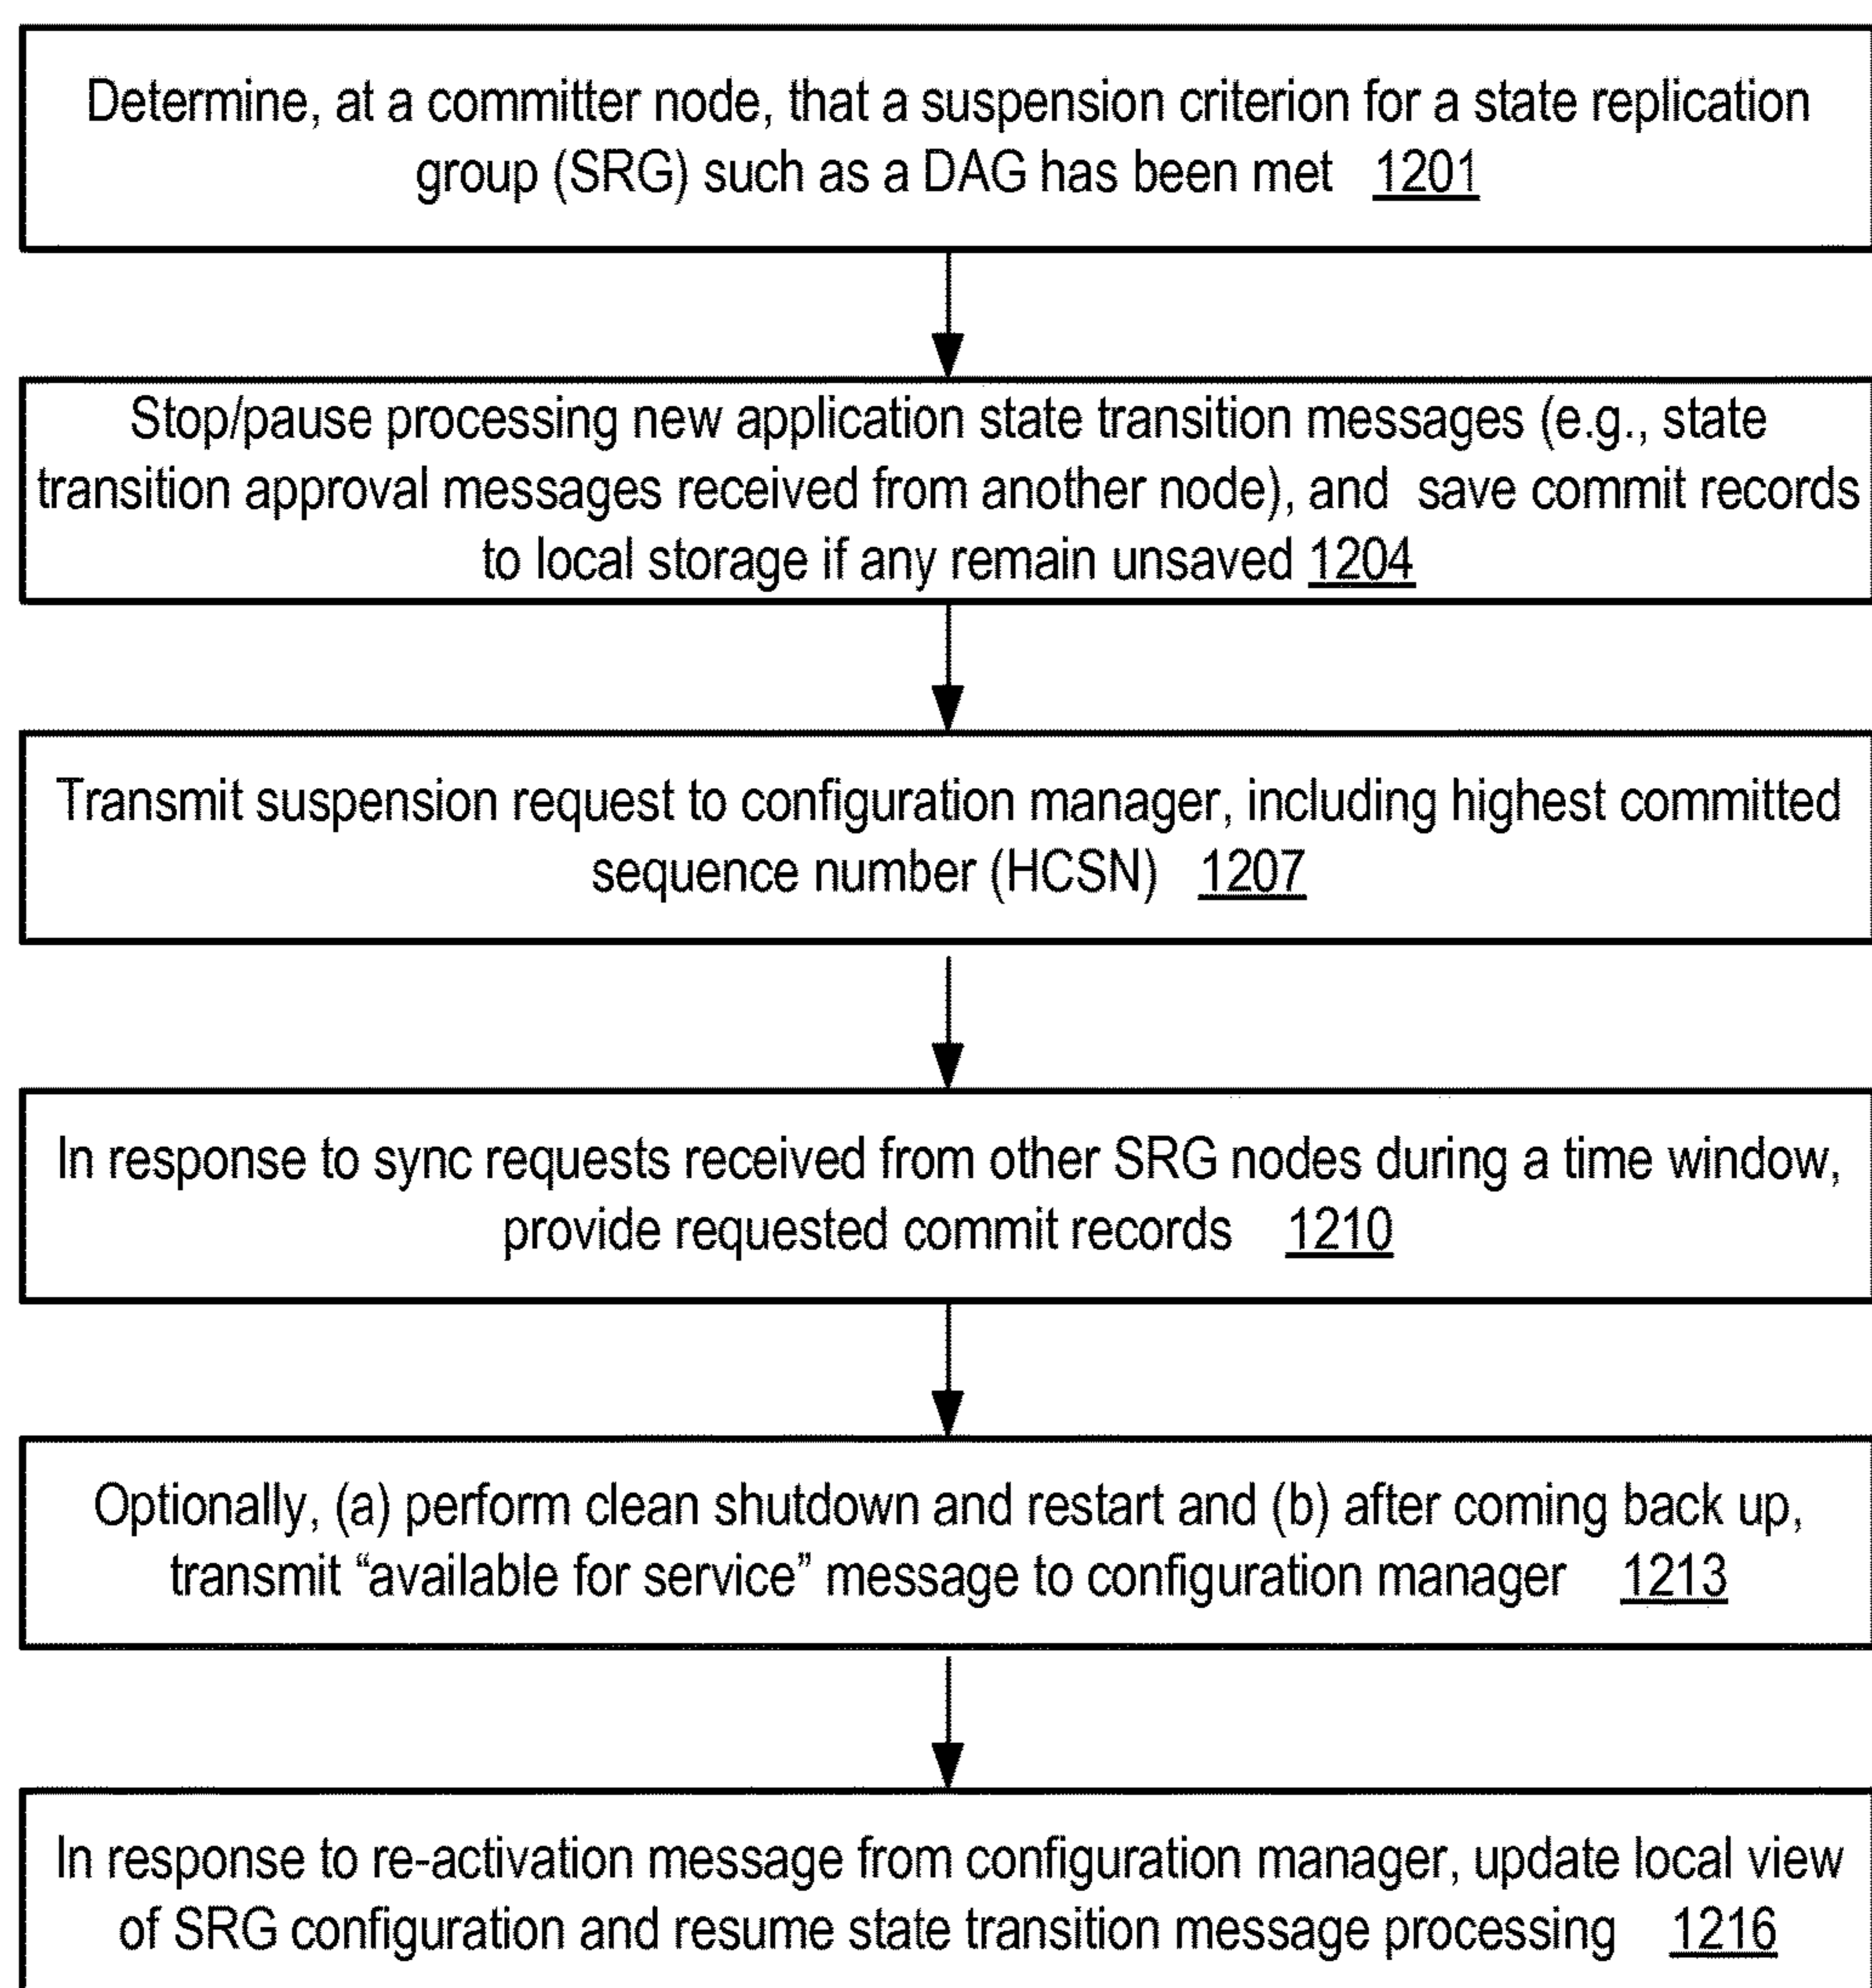 Determine, at a committer node, that a suspension criterion for a state replication
group (SRG) such as a DAG has been met 1201
Stop/pause processing new application state transition messages (e.g., state
transition approval messages received from another node), and save commit records
to local storage if any remain unsaved 1204
Transmit suspension request to configuration manager, including highest committed
sequence number (HCSN) 1207
In response to sync requests received from other SRG nodes during a time window,
provide requested commit records 1210
Optionally, (a) perform clean shutdown and restart and (b) after coming back up,
transmit “available for service” message to configuration manager 1213
In response to re-activation message from configuration manager, update local view
of SRG configuration and resume state transition message processing 1216